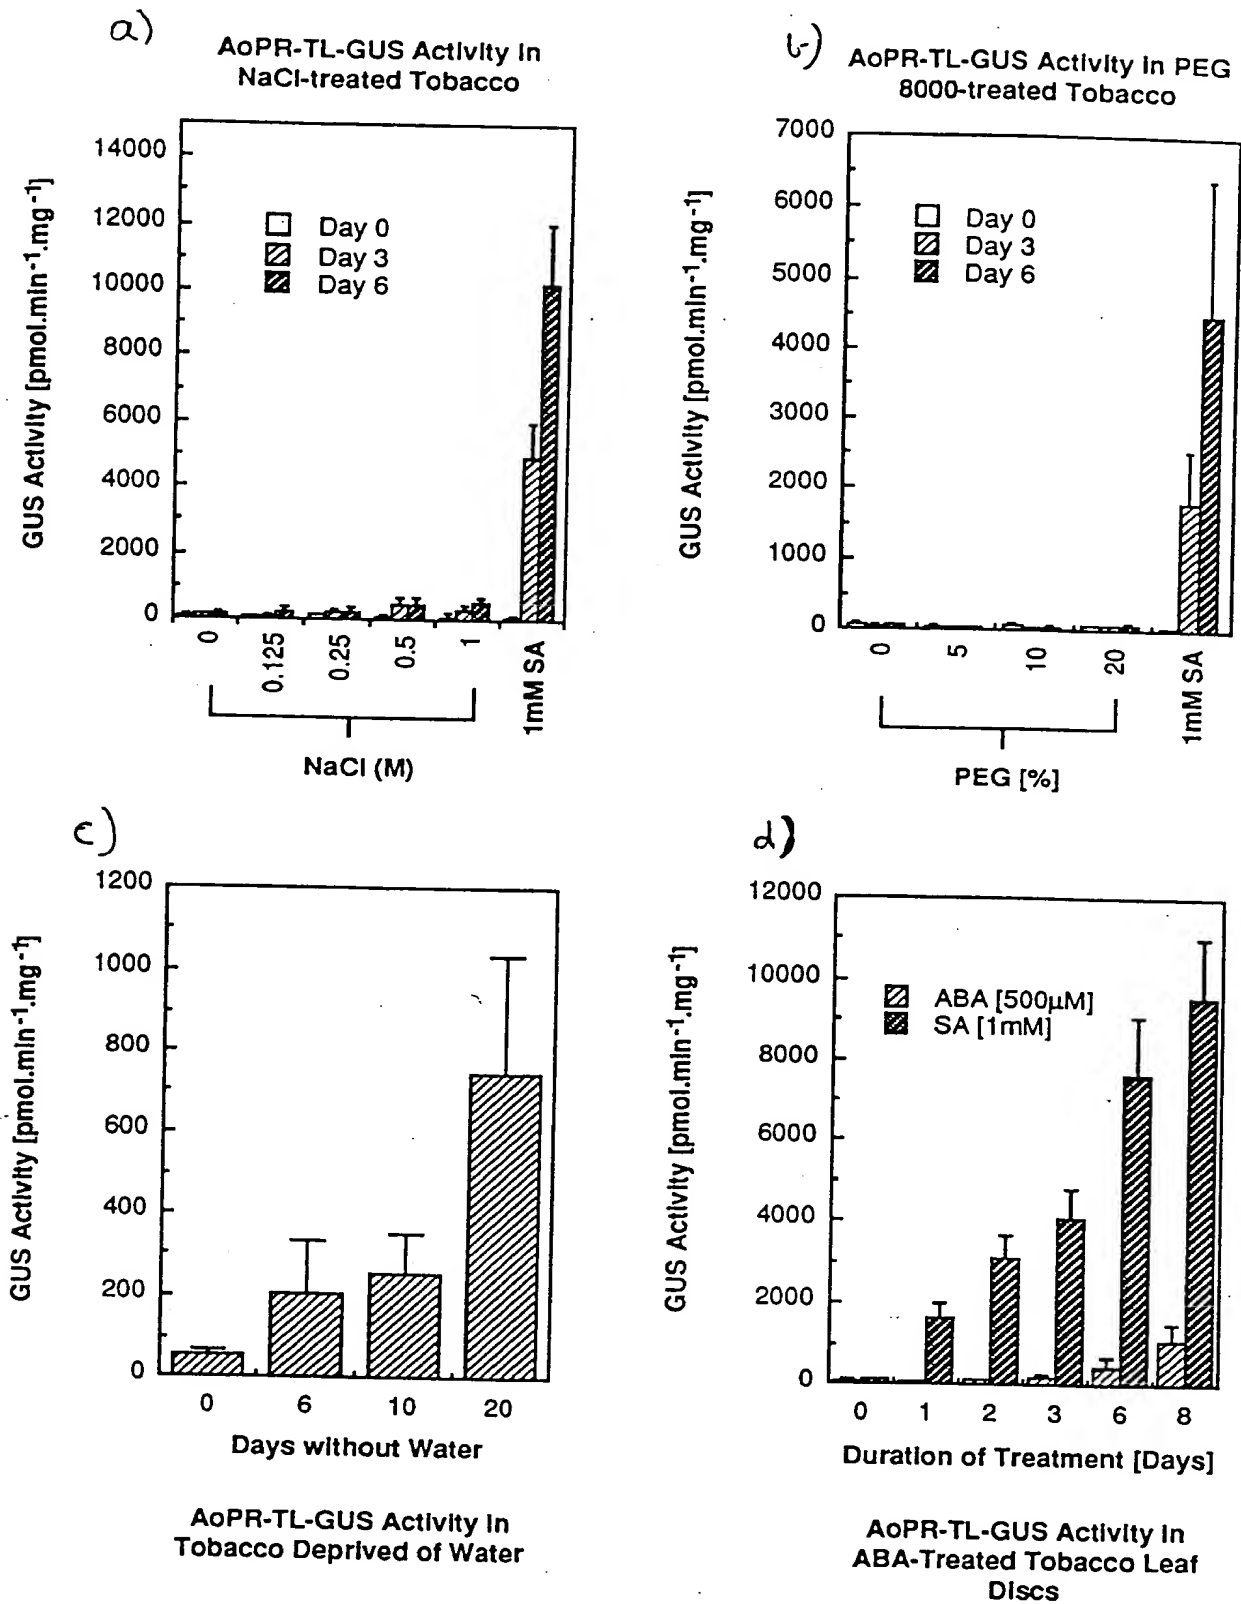 a)
AoPR-TL-GUS Activity in
NaCl-treated Tobacco
GUS Activity [pmol.min⁻¹.mg⁻¹]
14000
12000
10000
8000
6000
4000
2000
0
Day 0
Day 3
Day 6
0
0.125
0.25
0.5
1
1mM SA
NaCl (M)
b)
AoPR-TL-GUS Activity in PEG
8000-treated Tobacco
GUS Activity [pmol.min⁻¹.mg⁻¹]
7000
6000
5000
4000
3000
2000
1000
0
Day 0
Day 3
Day 6
0
5
10
20
1mM SA
PEG [%]
c)
GUS Activity [pmol.min⁻¹.mg⁻¹]
1200
1000
800
600
400
200
0
0 6 10 20
Days without Water
AoPR-TL-GUS Activity in
Tobacco Deprived of Water
d)
GUS Activity [pmol.min⁻¹.mg⁻¹]
12000
10000
8000
6000
4000
2000
0
ABA [500µM]
SA [1mM]
0 1 2 3 6 8
Duration of Treatment [Days]
AoPR-TL-GUS Activity in
ABA-Treated Tobacco Leaf
Discs